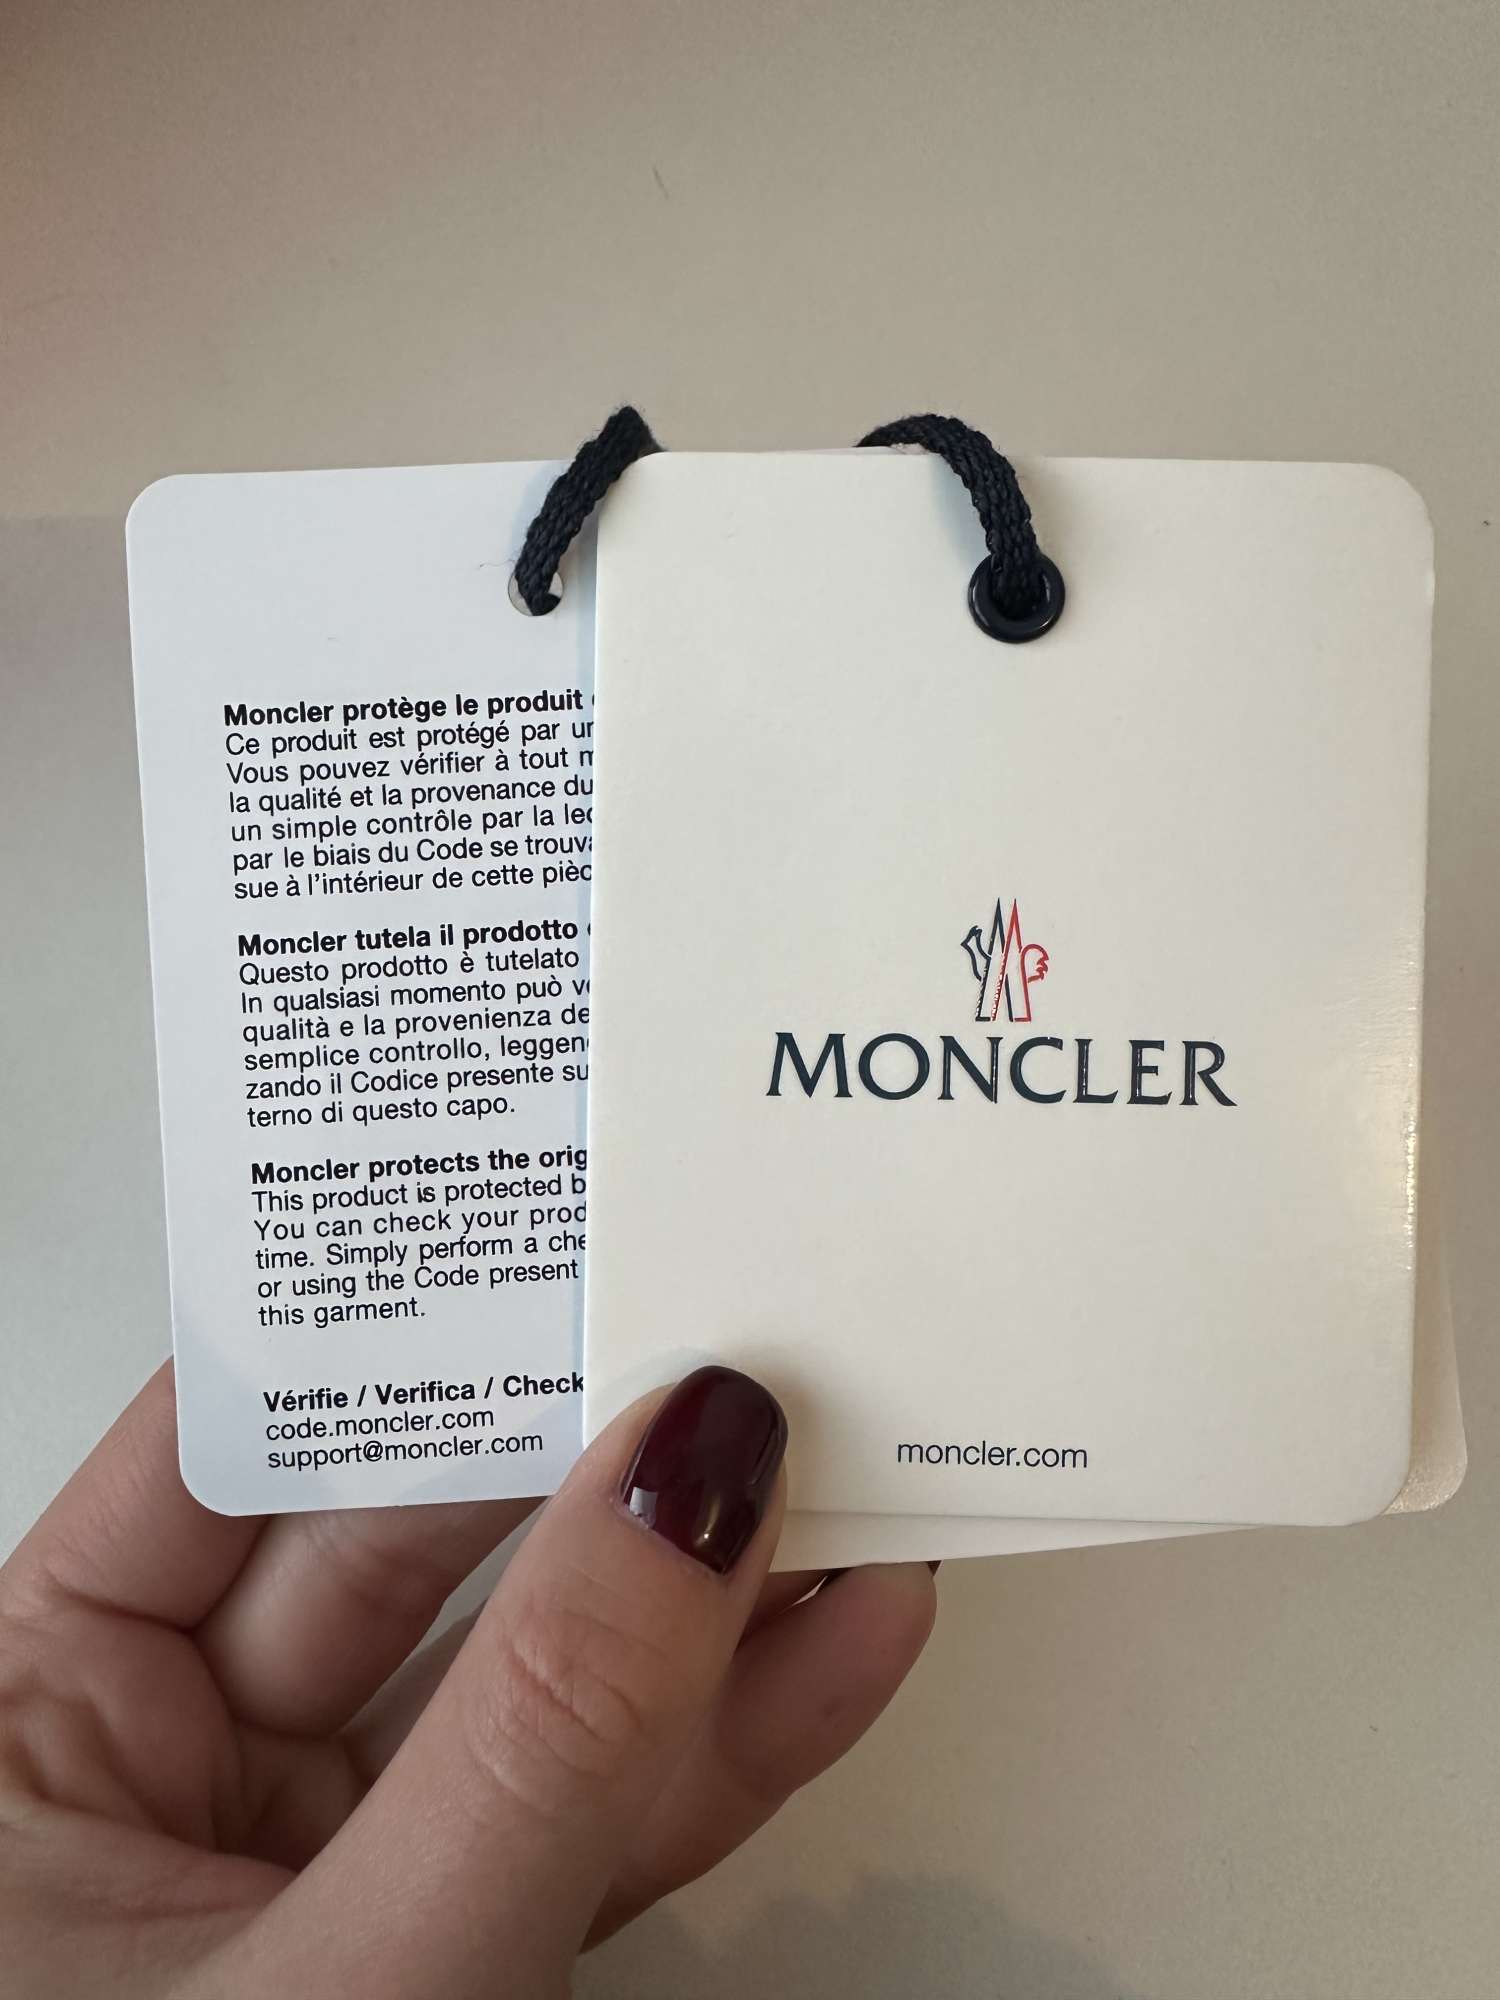 Moncler protège le produit
Ce produit est protégé par
Vous pouvez vérifier à tout
la qualité et la provenance du
un simple contrôle par la
par le biais du Code se
sue à l'intérieur de cette
Moncler tutela il prodotto
Questo prodotto è tutelato
In qualsiasi momento può
qualità e la provenienza
semplice controllo,
zando il Codice presente
terno di questo capo.
Moncler protects the
This product is protected
You can check your
time. Simply perform a
or using the Code present
this garment.
Vérifie / Verifica / Check
code.moncler.com
support@moncler.com
MONCLER
moncler.com